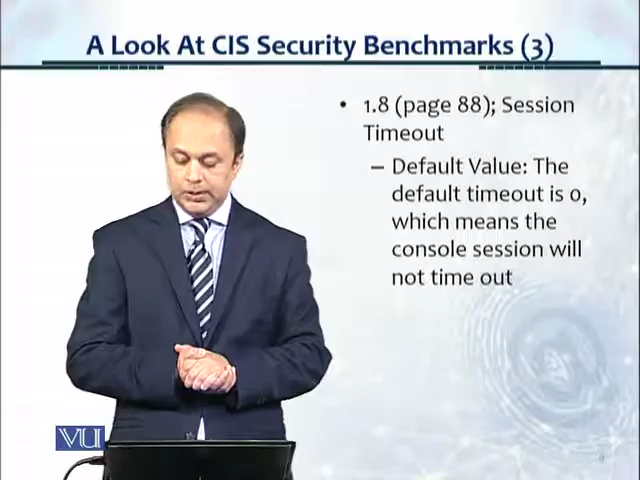 A Look At CIS Security Benchmarks (3)
• 1.8 (page 88); Session
Timeout
– Default Value: The
default timeout is 0,
which means the
console session will
not time out
VU